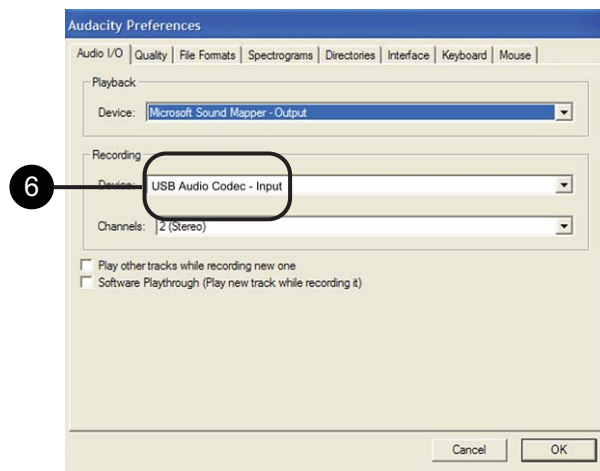 Audacity Preferences
Audio I/O Quality File Formats Spectrograms Directories Interface Keyboard Mouse
Playback
Device: Microsoft Sound Mapper - Output
Recording
6 Device: USB Audio Codec - Input
Channels: 2 (Stereo)
Play other tracks while recording new one
Software Playthrough (Play new track while recording it)
Cancel OK